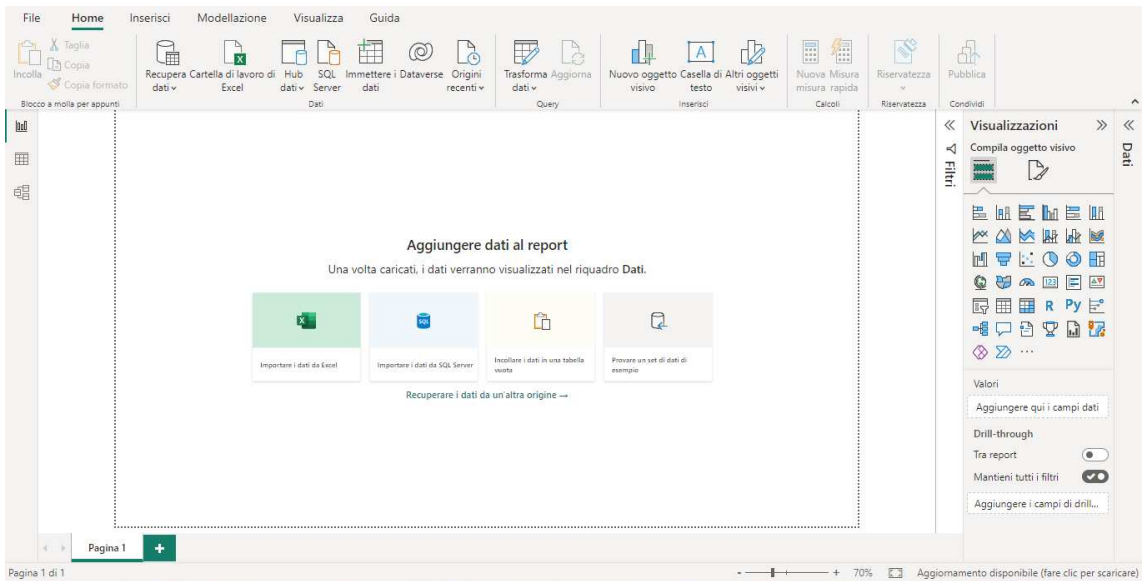 File Home Inserisci Modellazione Visualizza Guida
Incolla
Taglia
Copia
Copia formato
Blocco a molla per appunti
Recupera dati
Cartella di lavoro di Excel
Hub dati
SQL Server
Immettere i dati
Dataverse
Origini recenti
Dati
Trasforma dati
Aggiorna
Query
Nuovo oggetto visivo
Casella di testo
Altri oggetti visivi
Inserisci
Nuova misura
Misura rapida
Calcoli
Riservatezza
Riservatezza
Pubblica
Condividi
Aggiungere dati al report
Una volta caricati, i dati verranno visualizzati nel riquadro Dati.
SQL
Importare i dati da Excel
Importare i dati da SQL Server
Incollare i dati in una tabella
vuota
Provare un set di dati di
esempio
Recuperare i dati da un'altra origine →
Filtri
Visualizzazioni
Compila oggetto visivo
123
R Py
Valori
Aggiungere qui i campi dati
Drill-through
Tra report
Mantieni tutti i filtri
Aggiungere i campi di drill...
Dati
Pagina 1
Pagina 1 di 1
- + 70%
Aggiornamento disponibile (fare clic per scaricare)